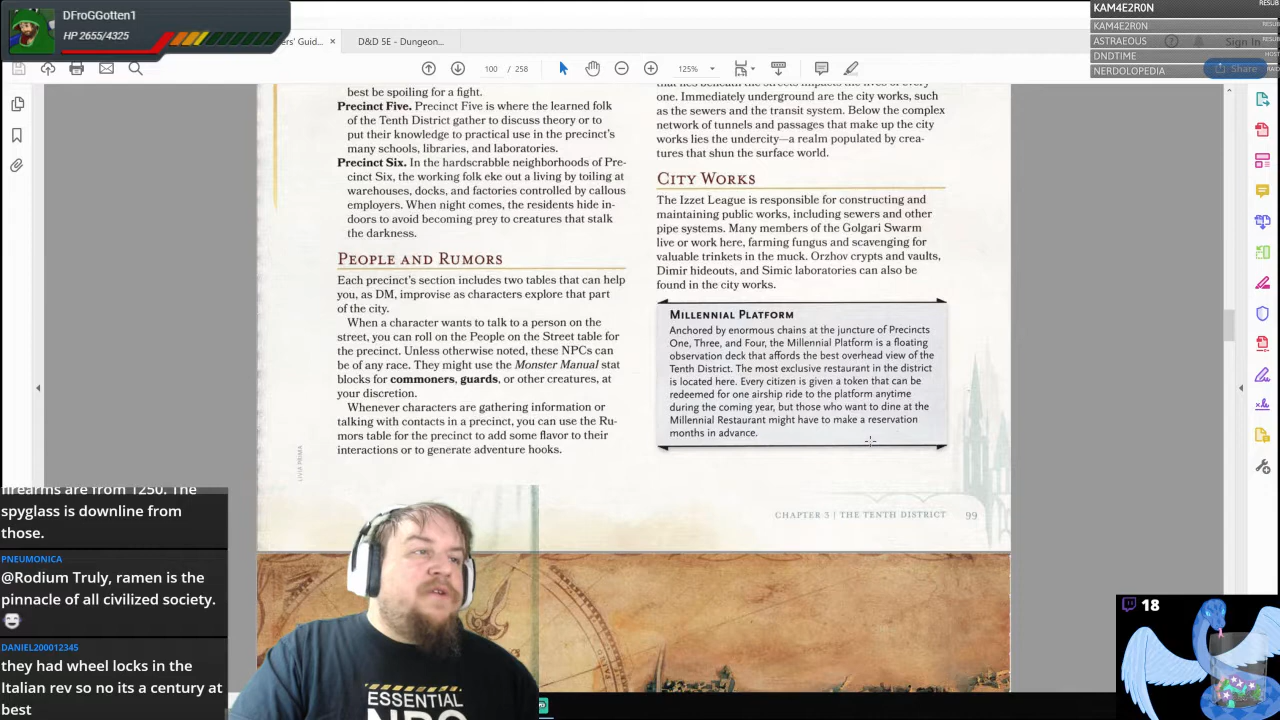 DFroGGotten1
HP 2655/4325
ers' Guid...
D&D 5E - Dungeon...
KAM4E2R0N
RESUB
KAM4E2R0N
RESUB
ASTRAEOUS
RESUB
DNDTIME
HOST
NERDOLOPEDIA
RAID
Sign In
Share
100 / 258
125%
best be spoiling for a fight.
Precinct Five. Precinct Five is where the learned folk
of the Tenth District gather to discuss theory or to
put their knowledge to practical use in the precinct's
many schools, libraries, and laboratories.
Precinct Six. In the hardscrabble neighborhoods of Pre-
cinct Six, the working folk eke out a living by toiling at
warehouses, docks, and factories controlled by callous
employers. When night comes, the residents hide in-
doors to avoid becoming prey to creatures that stalk
the darkness.
PEOPLE AND RUMORS
Each precinct's section includes two tables that can help
you, as DM, improvise as characters explore that part
of the city.
When a character wants to talk to a person on the
street, you can roll on the People on the Street table for
the precinct. Unless otherwise noted, these NPCs can
be of any race. They might use the Monster Manual stat
blocks for commoners, guards, or other creatures, at
your discretion.
Whenever characters are gathering information or
talking with contacts in a precinct, you can use the Ru-
mors table for the precinct to add some flavor to their
interactions or to generate adventure hooks.
LIVIA PRIMA
that lies beneath the streets impacts the lives of every-
one. Immediately underground are the city works, such
as the sewers and the transit system. Below the complex
network of tunnels and passages that make up the city
works lies the undercity—a realm populated by crea-
tures that shun the surface world.
CITY WORKS
The Izzet League is responsible for constructing and
maintaining public works, including sewers and other
pipe systems. Many members of the Golgari Swarm
live or work here, farming fungus and scavenging for
valuable trinkets in the muck. Orzhov crypts and vaults,
Dimir hideouts, and Simic laboratories can also be
found in the city works.
MILLENNIAL PLATFORM
Anchored by enormous chains at the juncture of Precincts
One, Three, and Four, the Millennial Platform is a floating
observation deck that affords the best overhead view of the
Tenth District. The most exclusive restaurant in the district
is located here. Every citizen is given a token that can be
redeemed for one airship ride to the platform anytime
during the coming year, but those who want to dine at the
Millennial Restaurant might have to make a reservation
months in advance.
CHAPTER 3 | THE TENTH DISTRICT
99
firearms are from 1250. The
spyglass is downline from
those.
PNEUMONICA
@Rodium Truly, ramen is the
pinnacle of all civilized society.
DANIEL200012345
they had wheel locks in the
Italian rev so no its a century at
best
ESSENTIAL
NPC
18